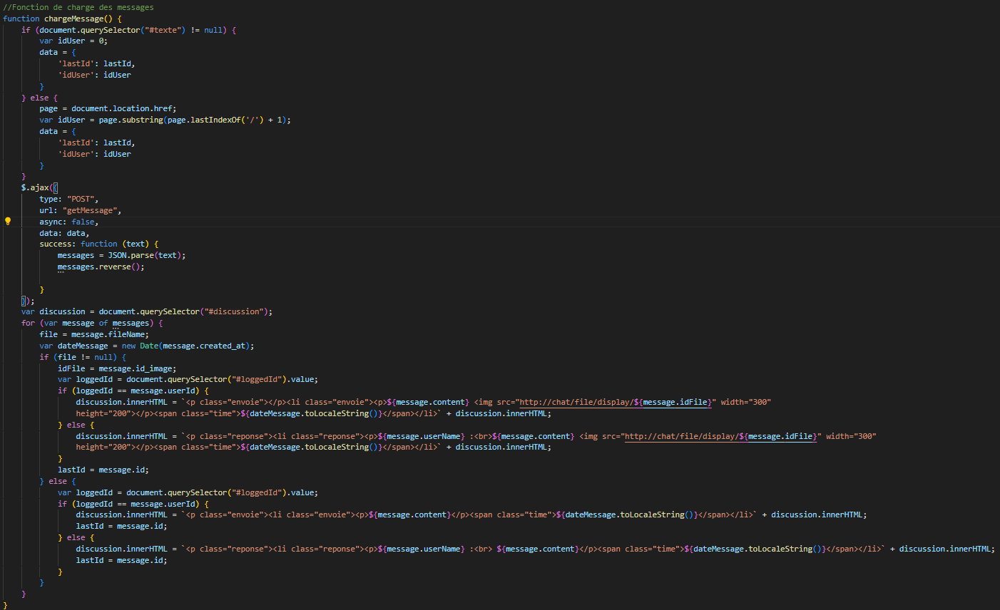 //Fonction de charge des messages
function chargeMessage() {
    if (document.querySelector("#texte") != null) {
        var idUser = 0;
        data = {
            'lastId': lastId,
            'idUser': idUser
        }
    } else {
        page = document.location.href;
        var idUser = page.substring(page.lastIndexOf('/') + 1);
        data = {
            'lastId': lastId,
            'idUser': idUser
        }
    }
    $.ajax({
        type: "POST",
        url: "getMessage",
        async: false,
        data: data,
        success: function (text) {
            messages = JSON.parse(text);
            messages.reverse();

        }
    });
    var discussion = document.querySelector("#discussion");
    for (var message of messages) {
        file = message.fileName;
        var dateMessage = new Date(message.created_at);
        if (file != null) {
            idFile = message.id_image;
            var loggedId = document.querySelector("#loggedId").value;
            if (loggedId == message.userId) {
                discussion.innerHTML = `<p class="envoie"></p><li class="envoie"><p>${message.content} <img src="http://chat/file/display/${message.idFile}" width="300"
                height="200"></p><span class="time">${dateMessage.toLocaleString()}</span></li>` + discussion.innerHTML;
            } else {
                discussion.innerHTML = `<p class="reponse"><li class="reponse"><p>${message.userName} :<br>${message.content} <img src="http://chat/file/display/${message.idFile}" width="300"
                height="200"></p><span class="time">${dateMessage.toLocaleString()}</span></li>` + discussion.innerHTML;
            }
            lastId = message.id;
        } else {
            var loggedId = document.querySelector("#loggedId").value;
            if (loggedId == message.userId) {
                discussion.innerHTML = `<p class="envoie"><li class="envoie"><p>${message.content}</p><span class="time">${dateMessage.toLocaleString()}</span></li>` + discussion.innerHTML;
                lastId = message.id;
            } else {
                discussion.innerHTML = `<p class="reponse"><li class="reponse"><p>${message.userName} :<br> ${message.content}</p><span class="time">${dateMessage.toLocaleString()}</span></li>` + discussion.innerHTML;
                lastId = message.id;
            }
        }
    }
}